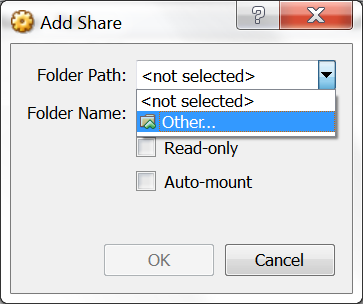 Add Share
Folder Path: <not selected>
<not selected>
Folder Name: Other...
Read-only
Auto-mount
OK Cancel